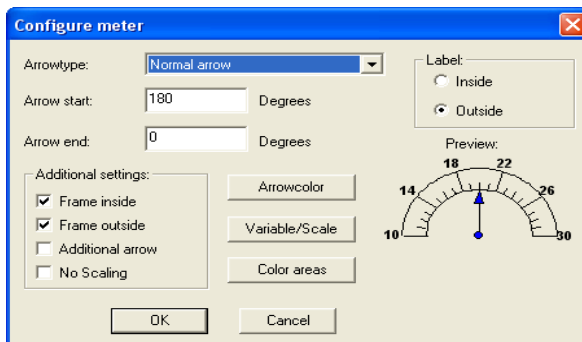 Configure meter
Arrowtype: Normal arrow
Arrow start: 180 Degrees
Arrow end: 0 Degrees
Label:
Inside
Outside
Additional settings:
Frame inside
Frame outside
Additional arrow
No Scaling
Arrowcolor
Variable/Scale
Color areas
Preview:
18 22
14 26
10 30
OK Cancel